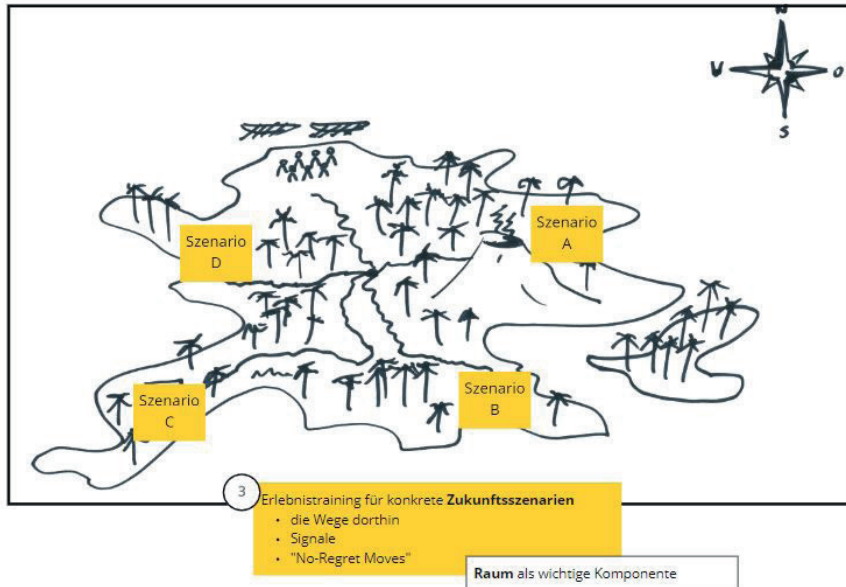 N
W
O
S
Szenario
A
Szenario
D
Szenario
C
Szenario
B
3
Erlebnistraining für konkrete Zukunftsszenarien
• die Wege dorthin
• Signale
• "No-Regret Moves"
Raum als wichtige Komponente